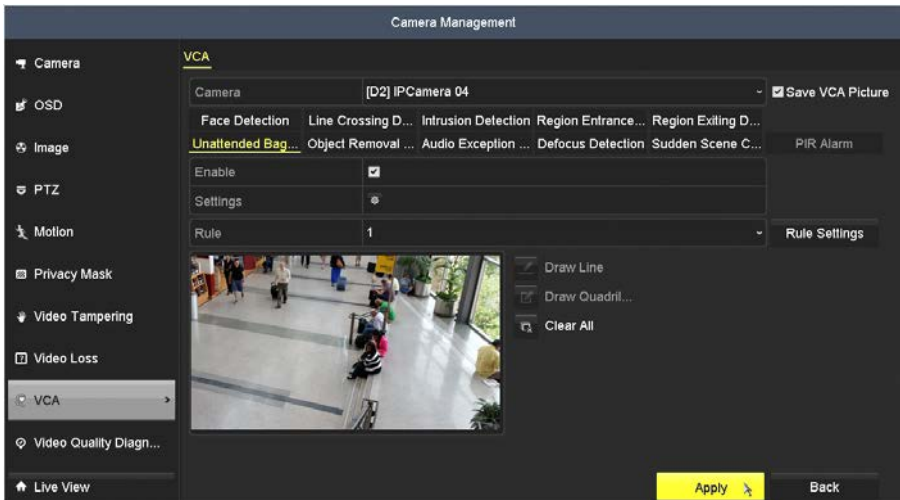 Camera Management
Camera
OSD
Image
PTZ
Motion
Privacy Mask
Video Tampering
Video Loss
VCA
Video Quality Diagn...
Live View
VCA
Camera [D2] IPCamera 04 Save VCA Picture
Face Detection Line Crossing D... Intrusion Detection Region Entrance... Region Exiting D...
Unattended Bag... Object Removal ... Audio Exception ... Defocus Detection Sudden Scene C... PIR Alarm
Enable
Settings
Rule 1 Rule Settings
Draw Line
Draw Quadril...
Clear All
Apply Back